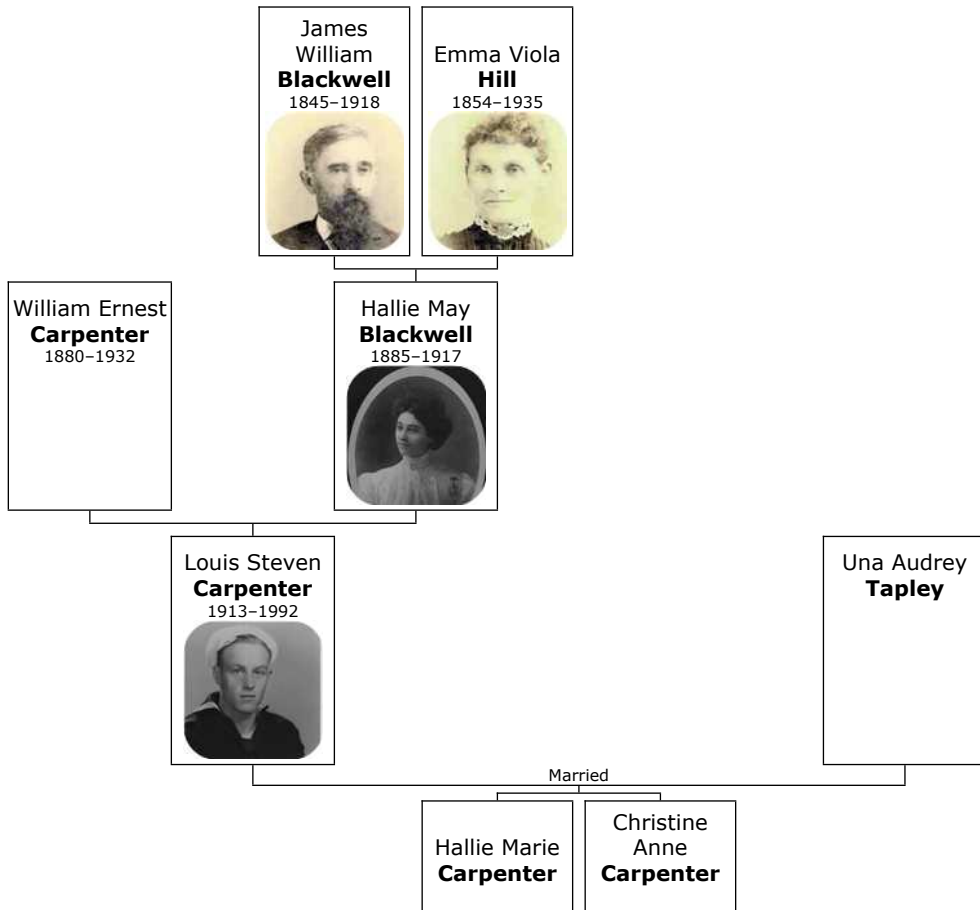 James
William
Blackwell
1845–1918
Emma Viola
Hill
1854–1935
William Ernest
Carpenter
1880–1932
Hallie May
Blackwell
1885–1917
Louis Steven
Carpenter
1913–1992
Una Audrey
Tapley
Married
Hallie Marie
Carpenter
Christine
Anne
Carpenter